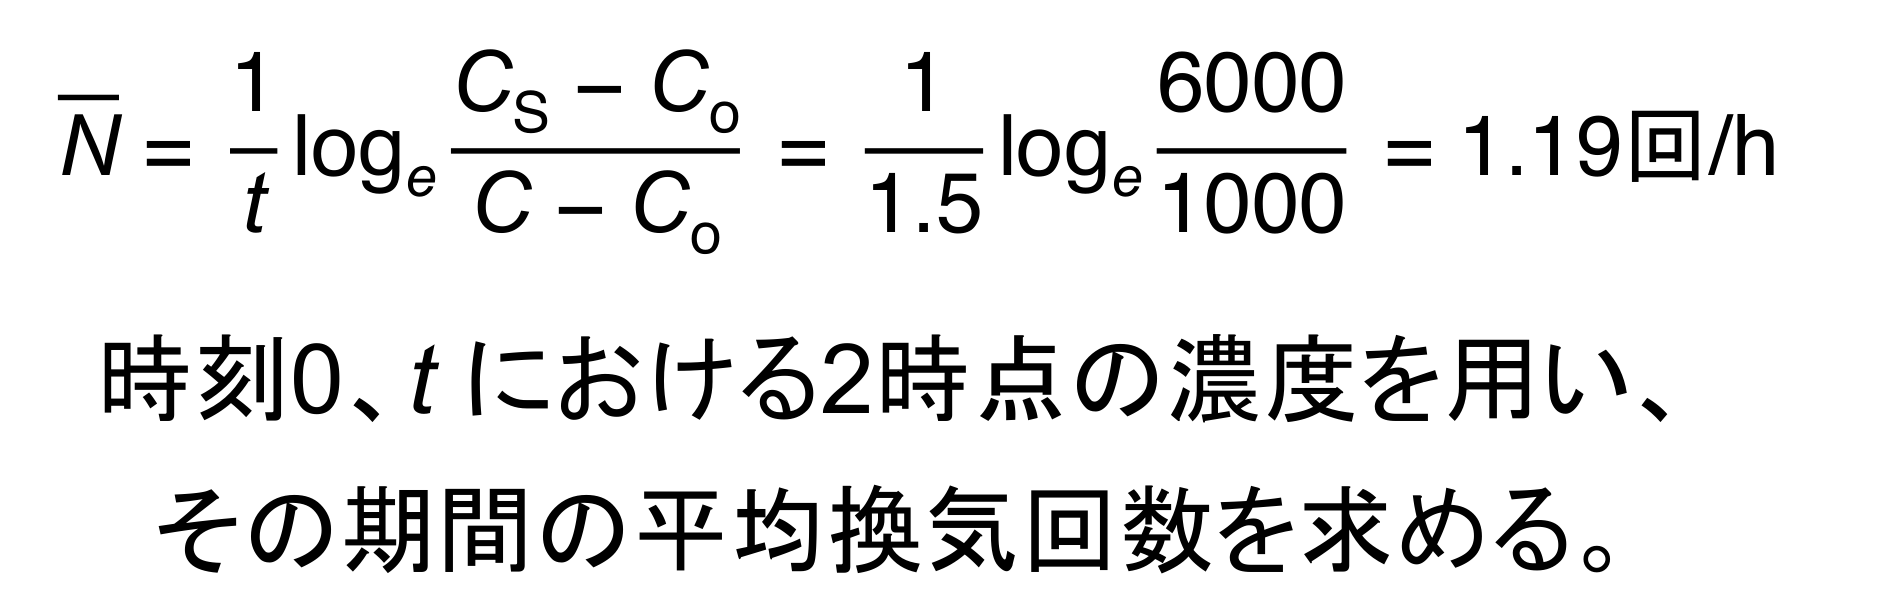 N̅ = 1/t logₑ (C_S − C_o)/(C − C_o) = 1/1.5 logₑ 6000/1000 = 1.19回/h
時刻0、t における2時点の濃度を用い、
その期間の平均換気回数を求める。